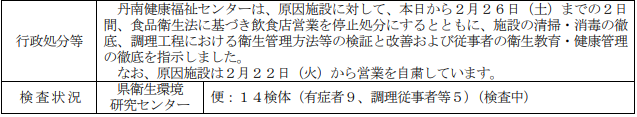 行政処分等
丹南健康福祉センターは、原因施設に対して、本日から２月２６日（土）までの２日
間、食品衛生法に基づき飲食店営業を停止処分にするとともに、施設の清掃・消毒の徹
底、調理工程における衛生管理方法等の検証と改善および従事者の衛生教育・健康管理
の徹底を指示しました。
なお、原因施設は２月２２日（火）から営業を自粛しています。
検査状況
県衛生環境
研究センター
便：１４検体（有症者９、調理従事者等５）（検査中）